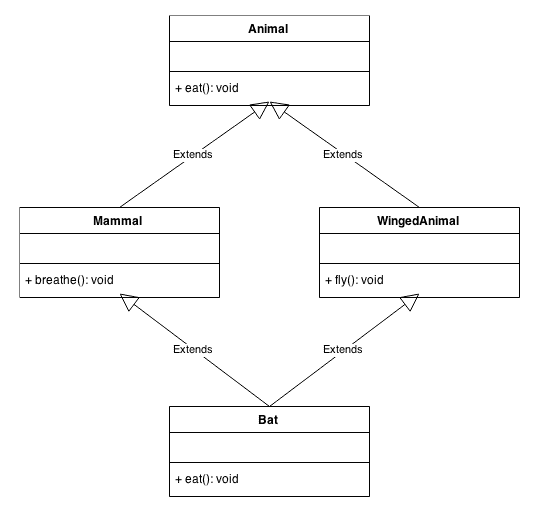 Animal
+ eat(): void
Extends
Extends
Mammal
WingedAnimal
+ breathe(): void
+ fly(): void
Extends
Extends
Bat
+ eat(): void